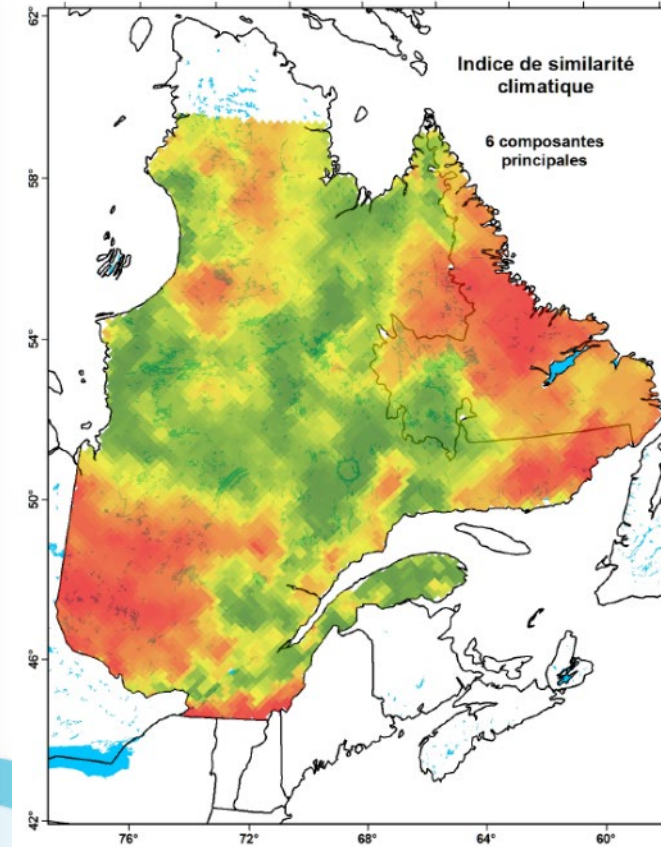 Indice de similarité
climatique
6 composantes
principales
62°
58°
54°
50°
46°
42°
76°
72°
68°
64°
60°